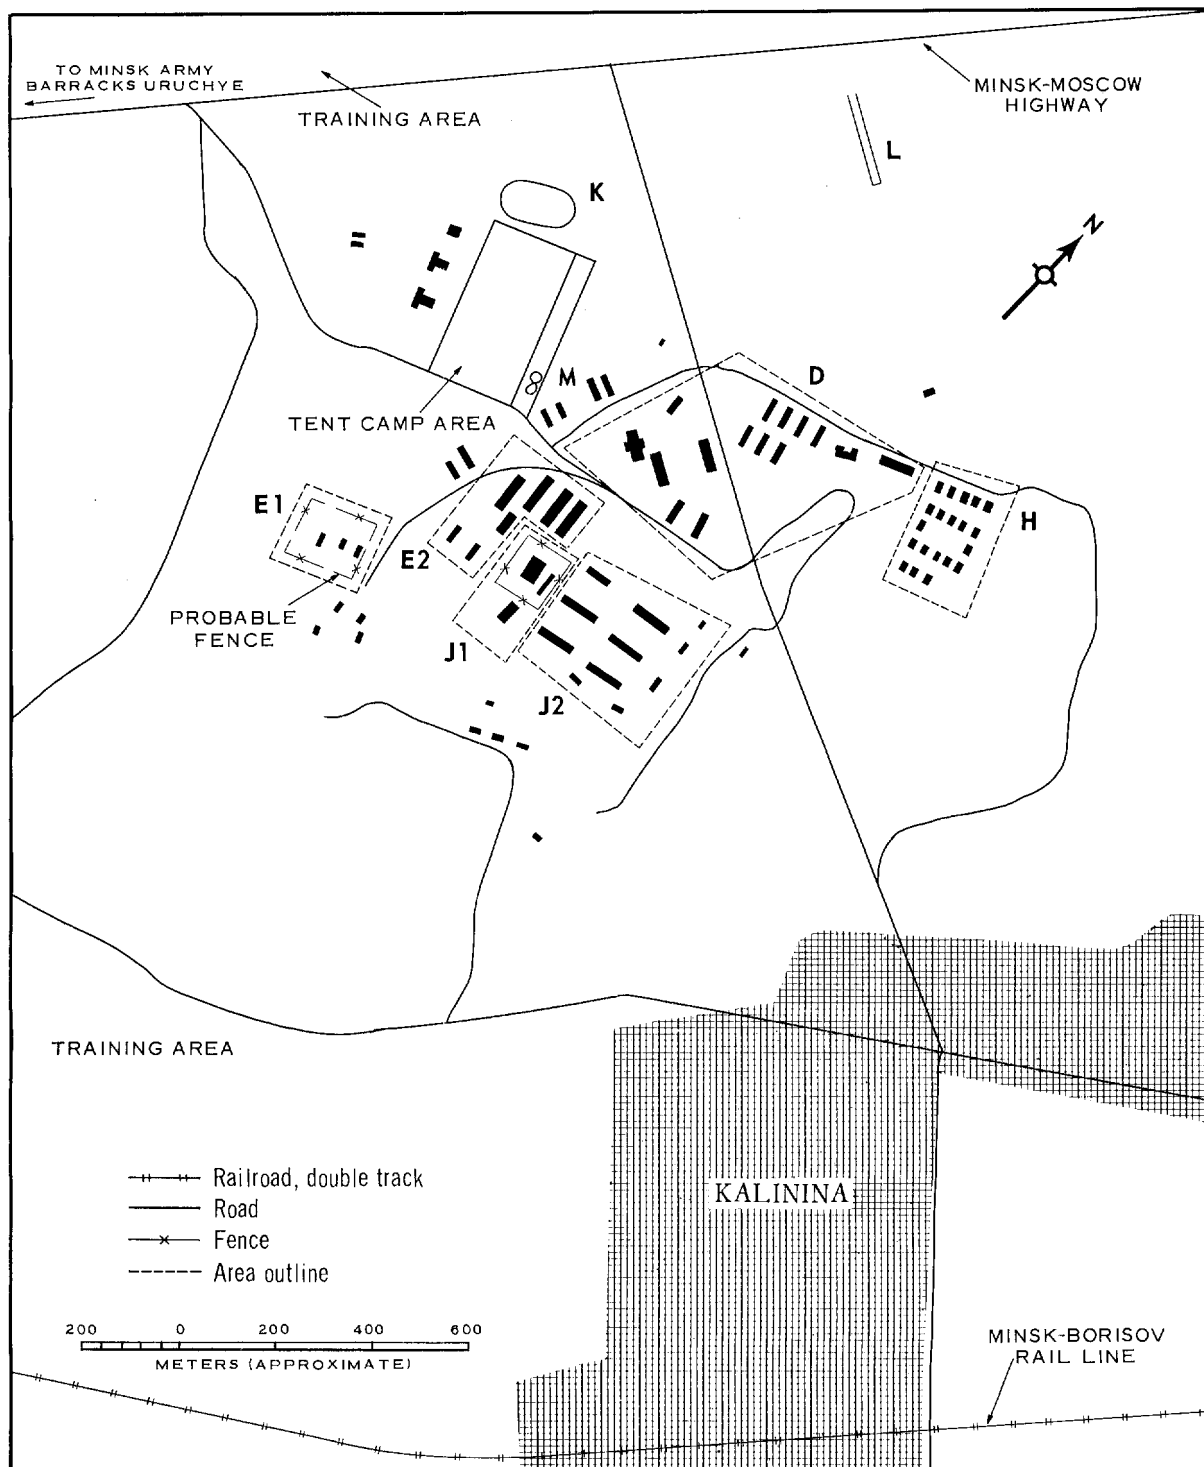 TO MINSK ARMY
BARRACKS URUCHYE
TRAINING AREA
MINSK-MOSCOW
HIGHWAY
L
K
N
M
D
TENT CAMP AREA
E1
H
E2
PROBABLE
FENCE
J1
J2
TRAINING AREA
Railroad, double track
Road
Fence
Area outline
KALININA
200 0 200 400 600
METERS (APPROXIMATE)
MINSK-BORISOV
RAIL LINE